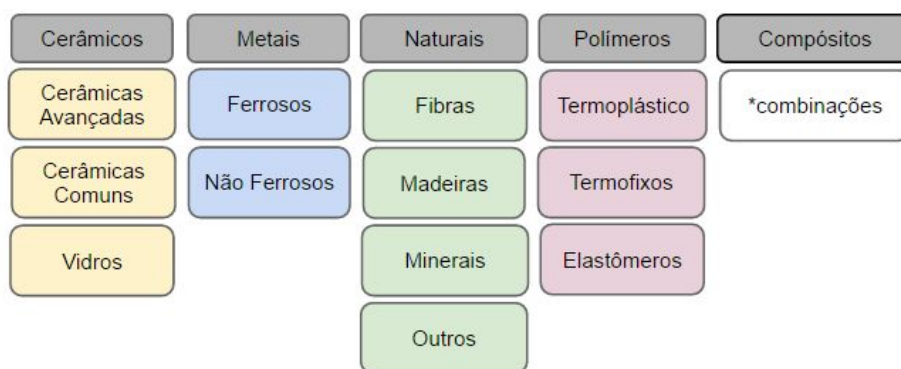 Cerâmicos
Metais
Naturais
Polímeros
Compósitos
Cerâmicas
Avançadas
Ferrosos
Fibras
Termoplástico
*combinações
Cerâmicas
Comuns
Não Ferrosos
Madeiras
Termofixos
Vidros
Minerais
Elastômeros
Outros